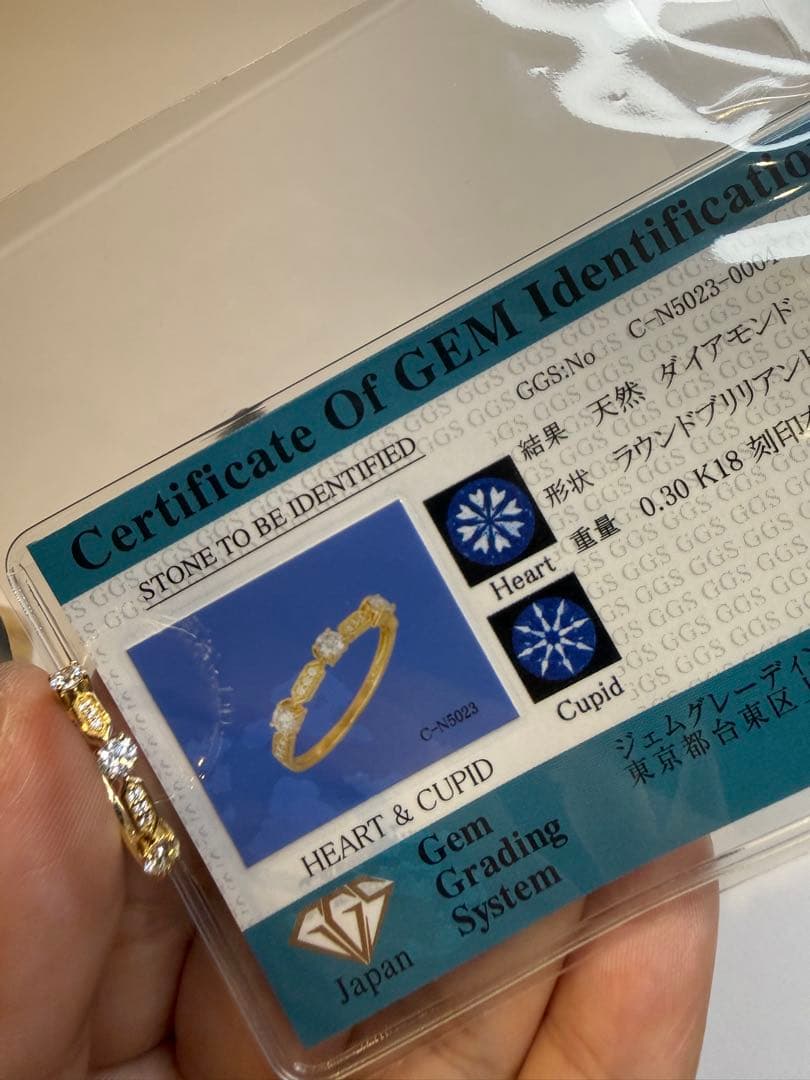 Certificate Of GEM Identification
STONE TO BE IDENTIFIED
GGS:No C-N5023-0004
結果 天然 ダイアモンド
形状 ラウンドブリリアント
重量 0.30 K18 刻印
Heart
Cupid
C-N5023
HEART & CUPID
ジェムグレーディン
東京都台東区
Gem
Grading
System
GGS
Japan